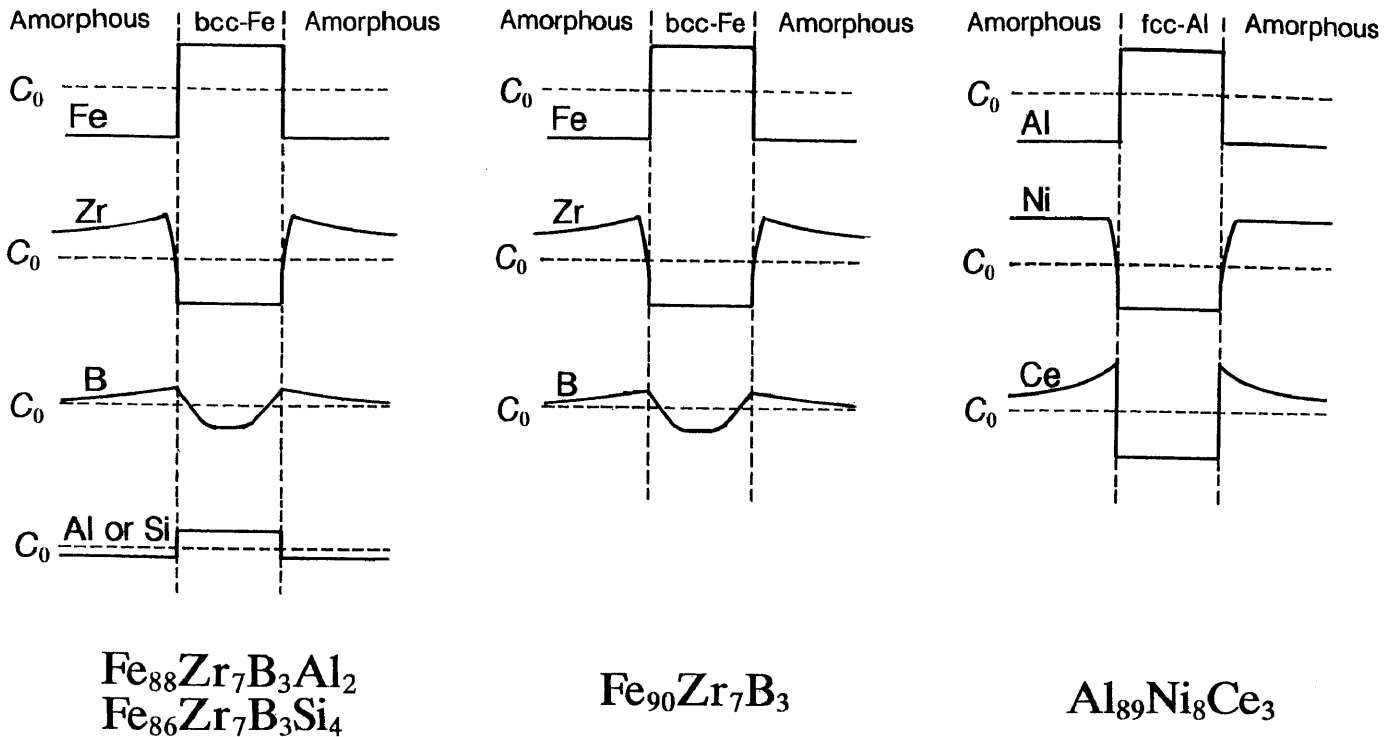 Amorphous bcc-Fe Amorphous
C₀
Fe
Zr
C₀
B
C₀
Al or Si
C₀
Fe₈₈Zr₇B₃Al₂
Fe₈₆Zr₇B₃Si₄
Amorphous bcc-Fe Amorphous
C₀
Fe
Zr
C₀
B
C₀
Fe₉₀Zr₇B₃
Amorphous fcc-Al Amorphous
C₀
Al
Ni
C₀
Ce
C₀
Al₈₉Ni₈Ce₃